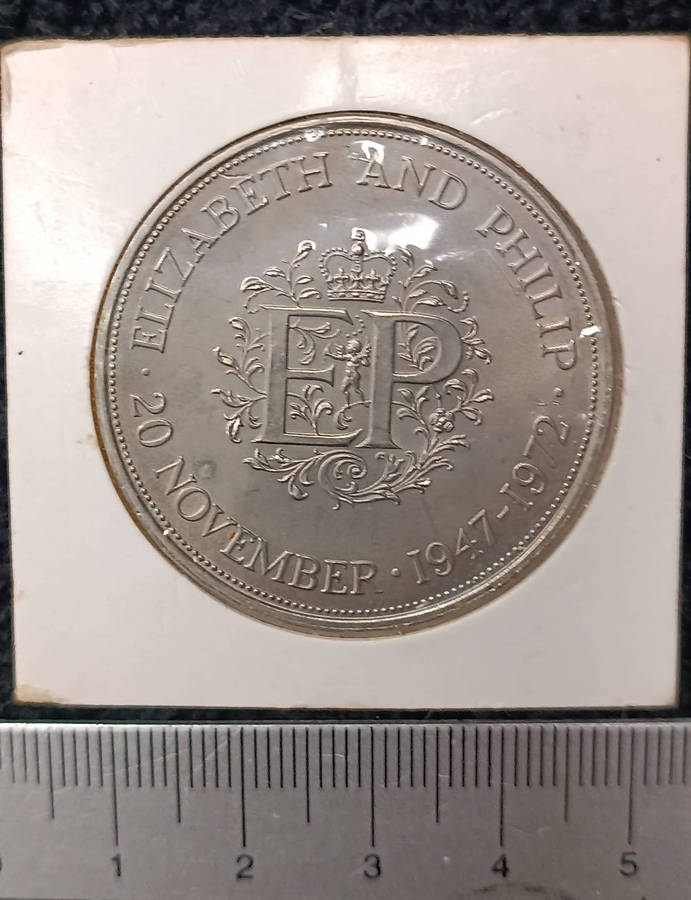 · ELIZABETH AND PHILIP ·
20 NOVEMBER · 1947-1972
EP
1 2 3 4 5